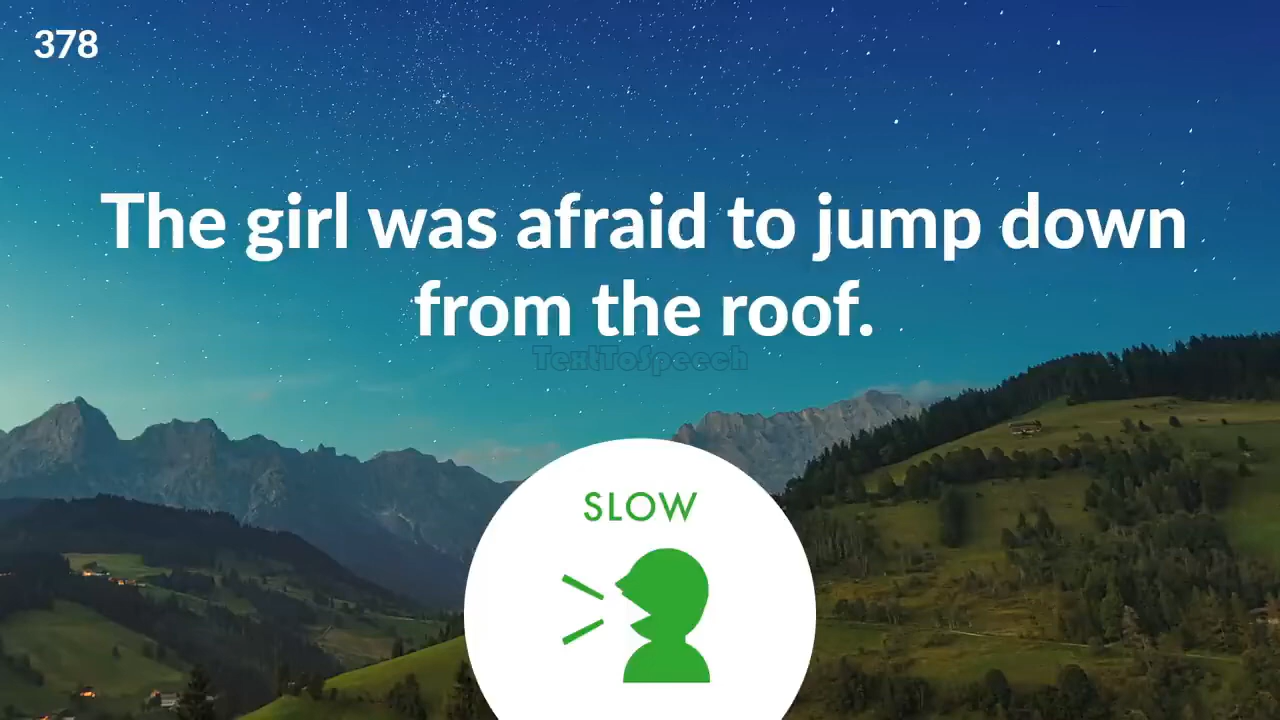 378
The girl was afraid to jump down
from the roof.
TextToSpeech
SLOW